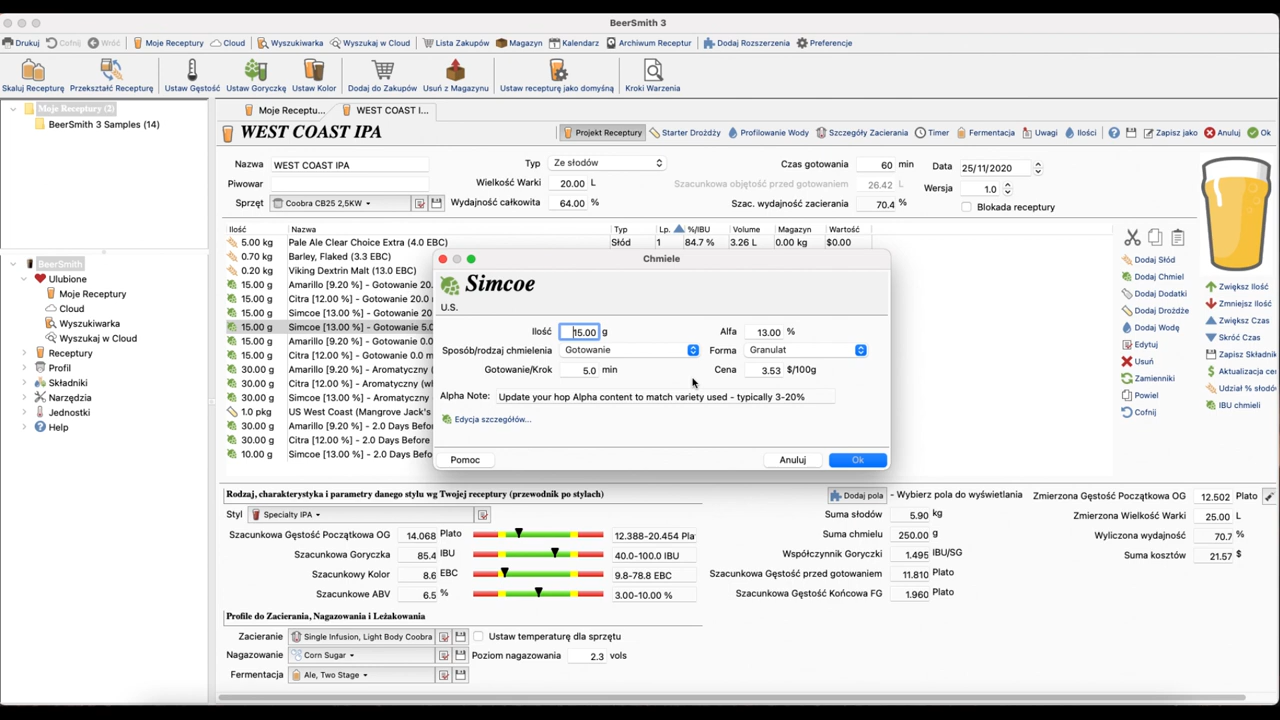 BeerSmith 3
Drukuj Cofnij Wróć Moje Receptury Cloud Wyszukiwarka Wyszukaj w Cloud Lista Zakupów Magazyn Kalendarz Archiwum Receptur Dodaj Rozszerzenia Preferencje
Skaluj Recepturę Przekształć Recepturę Ustaw Gęstość Ustaw Goryczkę Ustaw Kolor Dodaj do Zakupów Usuń z Magazynu Ustaw recepturę jako domyślną Kroki Warzenia
Moje Receptury (2)
BeerSmith 3 Samples (14)
BeerSmith
Ulubione
Moje Receptury
Cloud
Wyszukiwarka
Wyszukaj w Cloud
Receptury
Profil
Składniki
Narzędzia
Jednostki
Help
Moje Receptu... WEST COAST I...
WEST COAST IPA
Projekt Receptury Starter Drożdży Profilowanie Wody Szczegóły Zacierania Timer Fermentacja Uwagi Ilości Zapisz jako Anuluj Ok
Nazwa WEST COAST IPA Typ Ze słodów Czas gotowania 60 min Data 25/11/2020
Piwowar Wielkość Warki 20.00 L Szacunkowa objętość przed gotowaniem 26.42 L Wersja 1.0
Sprzęt Coobra CB25 2,5KW Wydajność całkowita 64.00 % Szac. wydajność zacierania 70.4 % Blokada receptury
Ilość Nazwa Typ Lp. %/IBU Volume Magazyn Wartość
5.00 kg Pale Ale Clear Choice Extra (4.0 EBC) Słód 1 84.7 % 3.26 L 0.00 kg $0.00
0.70 kg Barley, Flaked (3.3 EBC)
0.20 kg Viking Dextrin Malt (13.0 EBC)
15.00 g Amarillo [9.20 %] - Gotowanie 20.
15.00 g Citra [12.00 %] - Gotowanie 20.0 m
15.00 g Simcoe [13.00 %] - Gotowanie 20.0
15.00 g Simcoe [13.00 %] - Gotowanie 5.0
15.00 g Amarillo [9.20 %] - Gotowanie 0.0
15.00 g Citra [12.00 %] - Gotowanie 0.0 m
30.00 g Amarillo [9.20 %] - Aromatyczny
30.00 g Citra [12.00 %] - Aromatyczny (w
30.00 g Simcoe [13.00 %] - Aromatyczny
1.0 pkg US West Coast (Mangrove Jack's
30.00 g Amarillo [9.20 %] - 2.0 Days Befo
30.00 g Citra [12.00 %] - 2.0 Days Before
10.00 g Simcoe [13.00 %] - 2.0 Days Befo
Chmiele
Simcoe
U.S.
Ilość 15.00 g Alfa 13.00 %
Sposób/rodzaj chmielenia Gotowanie Forma Granulat
Gotowanie/Krok 5.0 min Cena 3.53 $/100g
Alpha Note: Update your hop Alpha content to match variety used - typically 3-20%
Edycja szczegółów...
Pomoc Anuluj Ok
Dodaj Słód
Dodaj Chmiel
Dodaj Dodatki
Dodaj Drożdże
Dodaj Wodę
Edytuj
Usuń
Zamienniki
Powiel
Cofnij
Zwiększ Ilość
Zmniejsz Ilość
Zwiększ Czas
Skróć Czas
Zapisz Składnik
Aktualizacja cen
Udział % słodó
IBU chmieli
Rodzaj, charakterystyka i parametry danego stylu wg Twojej receptury (przewodnik po stylach)
Styl Specialty IPA
Szacunkowa Gęstość Początkowa OG 14.068 Plato 12.388-20.454 Pla
Szacunkowa Goryczka 85.4 IBU 40.0-100.0 IBU
Szacunkowy Kolor 8.6 EBC 9.8-78.8 EBC
Szacunkowe ABV 6.5 % 3.00-10.00 %
Dodaj pola - Wybierz pola do wyświetlania
Suma słodów 5.90 kg
Suma chmielu 250.00 g
Współczynnik Goryczki 1.495 IBU/SG
Szacunkowa Gęstość przed gotowaniem 11.810 Plato
Szacunkowa Gęstość Końcowa FG 1.960 Plato
Zmierzona Gęstość Początkowa OG 12.502 Plato
Zmierzona Wielkość Warki 25.00 L
Wyliczona wydajność 70.7 %
Suma kosztów 21.57 $
Profile do Zacierania, Nagazowania i Leżakowania
Zacieranie Single Infusion, Light Body Coobra Ustaw temperaturę dla sprzętu
Nagazowanie Corn Sugar Poziom nagazowania 2.3 vols
Fermentacja Ale, Two Stage